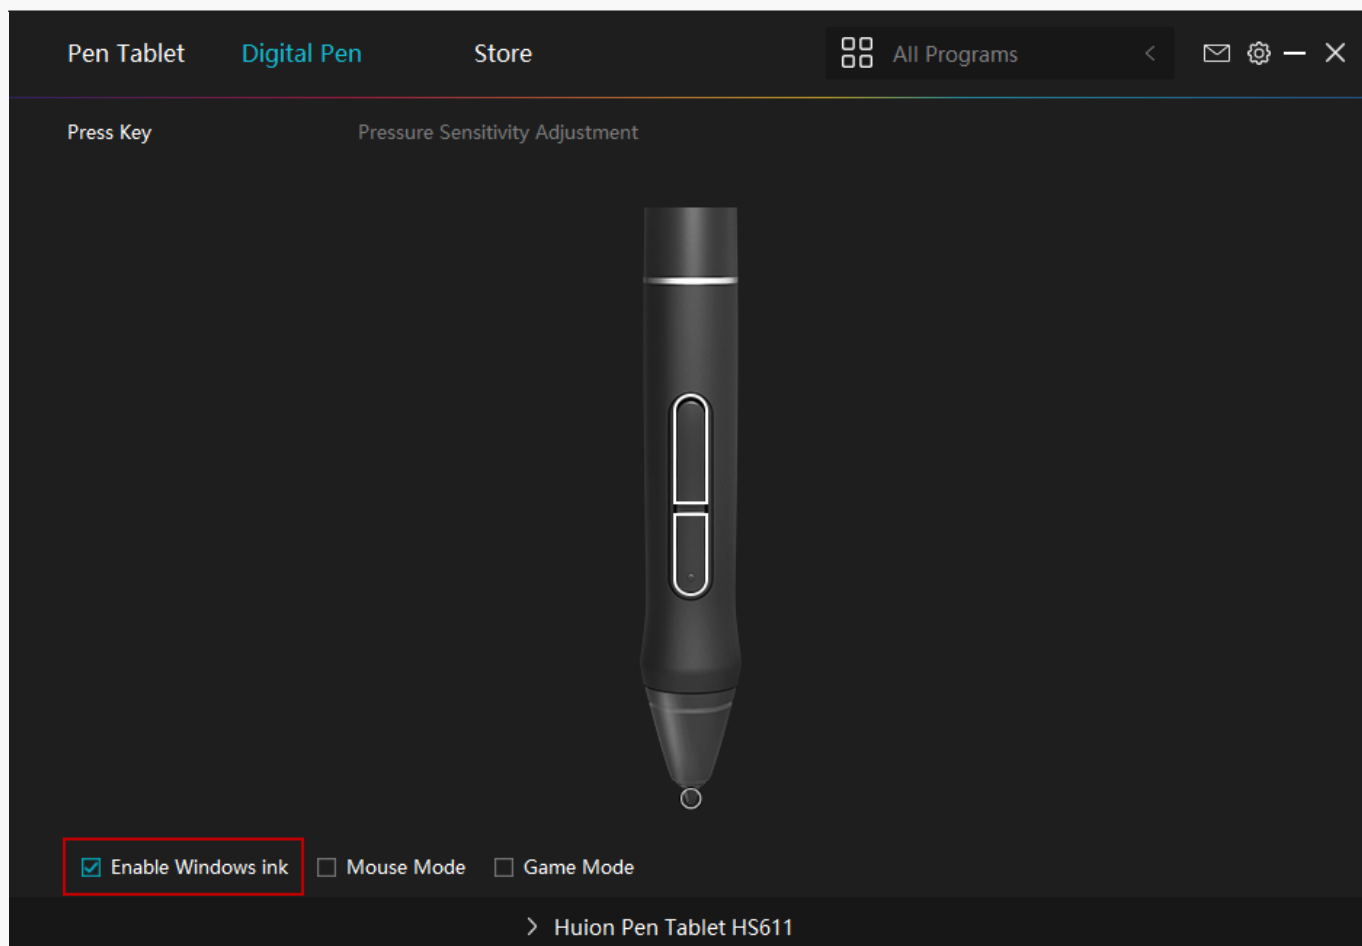 Pen Tablet Digital Pen Store All Programs
Press Key Pressure Sensitivity Adjustment
Enable Windows ink Mouse Mode Game Mode
Huion Pen Tablet HS611